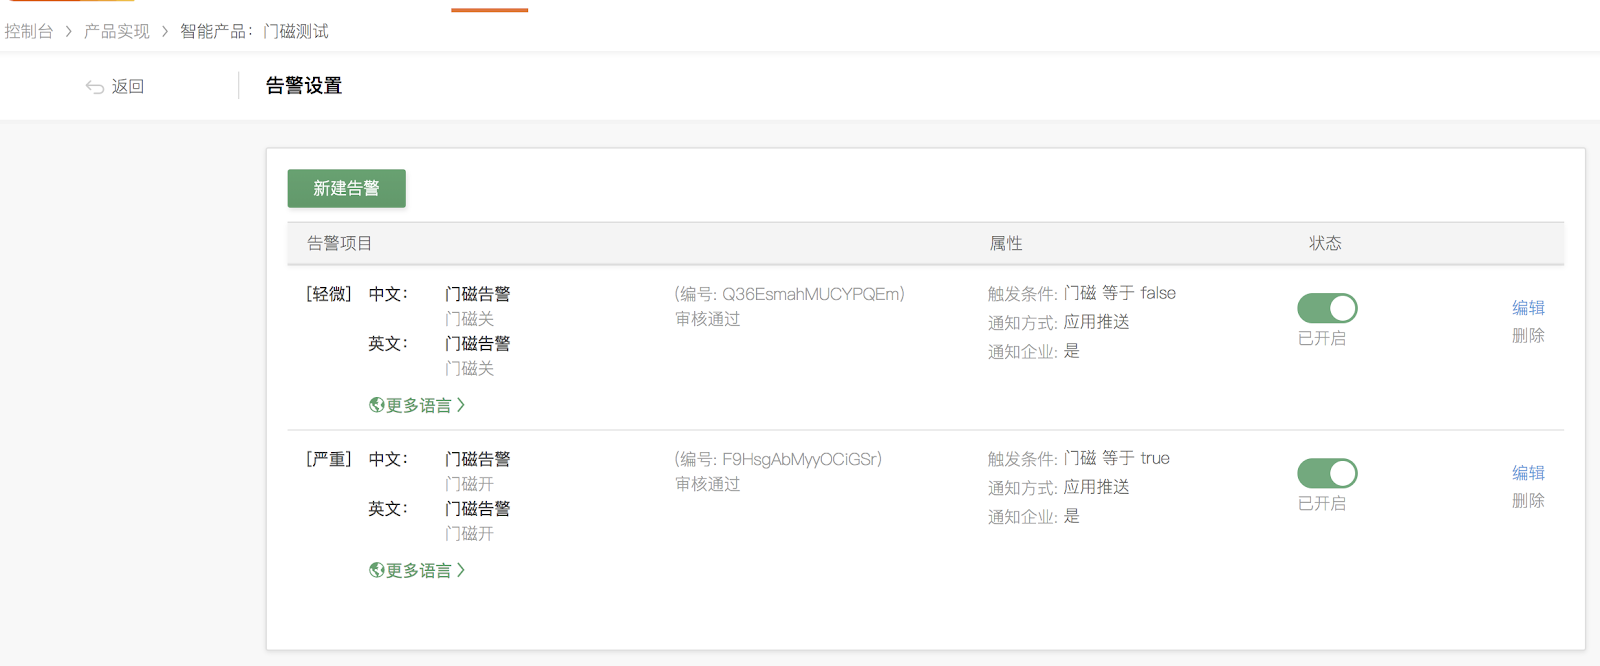 控制台 > 产品实现 > 智能产品：门磁测试
返回
告警设置
新建告警
告警项目 属性 状态
[轻微] 中文： 门磁告警 (编号: Q36EsmahMUCYPQEm) 触发条件: 门磁 等于 false 编辑
门磁关 审核通过 通知方式: 应用推送 已开启 删除
英文： 门磁告警 通知企业: 是
门磁关
更多语言 >
[严重] 中文： 门磁告警 (编号: F9HsgAbMyyOCiGSr) 触发条件: 门磁 等于 true 编辑
门磁开 审核通过 通知方式: 应用推送 已开启 删除
英文： 门磁告警 通知企业: 是
门磁开
更多语言 >